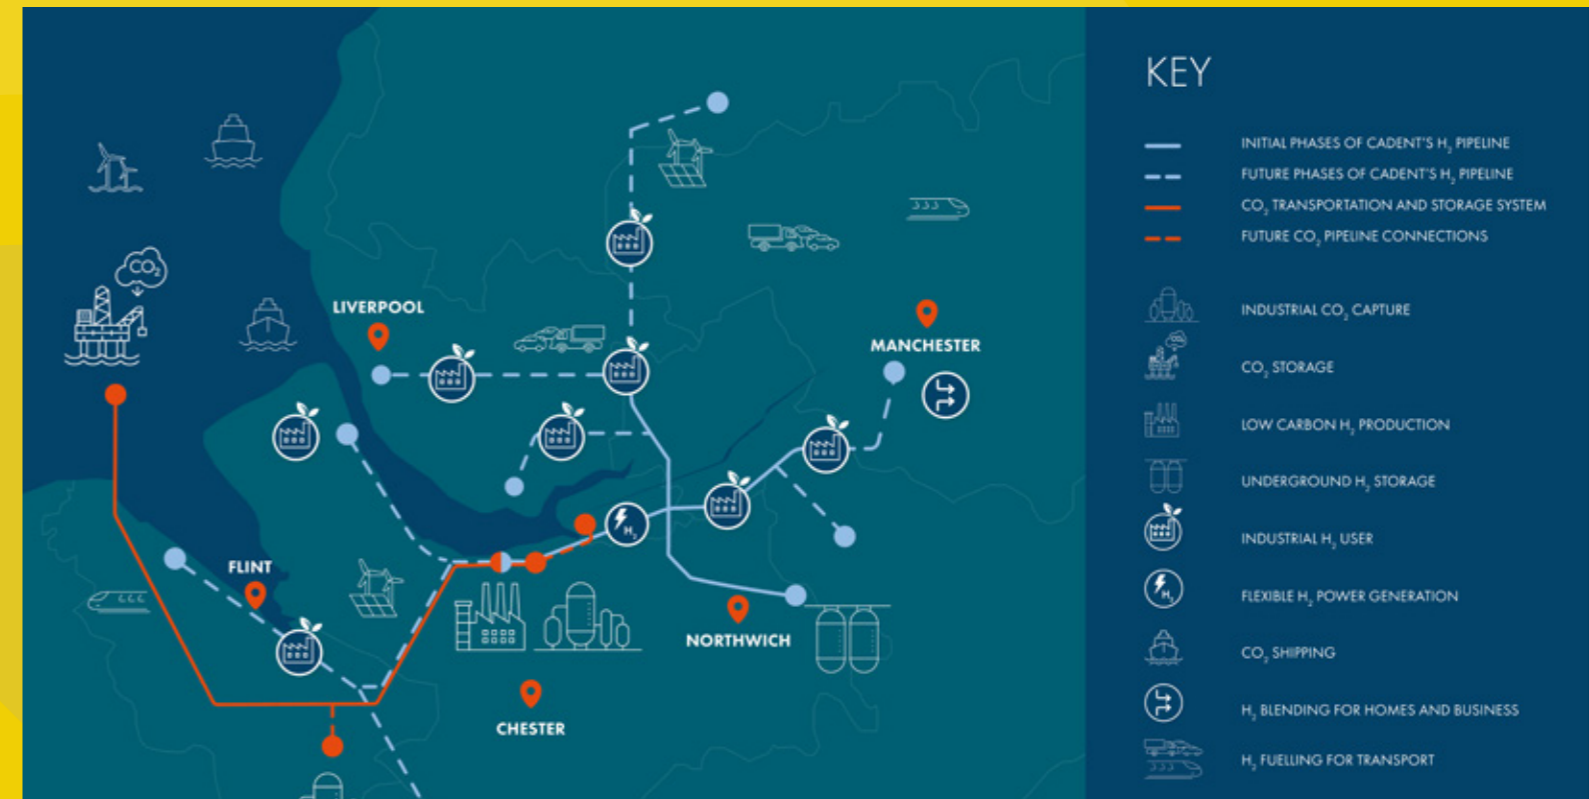 KEY
INITIAL PHASES OF CADENT'S H₂ PIPELINE
FUTURE PHASES OF CADENT'S H₂ PIPELINE
CO₂ TRANSPORTATION AND STORAGE SYSTEM
FUTURE CO₂ PIPELINE CONNECTIONS
INDUSTRIAL CO₂ CAPTURE
CO₂ STORAGE
LOW CARBON H₂ PRODUCTION
UNDERGROUND H₂ STORAGE
INDUSTRIAL H₂ USER
H₂
FLEXIBLE H₂ POWER GENERATION
CO₂ SHIPPING
H₂ BLENDING FOR HOMES AND BUSINESS
H₂ FUELLING FOR TRANSPORT
CO₂
LIVERPOOL
MANCHESTER
H₂
FLINT
NORTHWICH
CHESTER